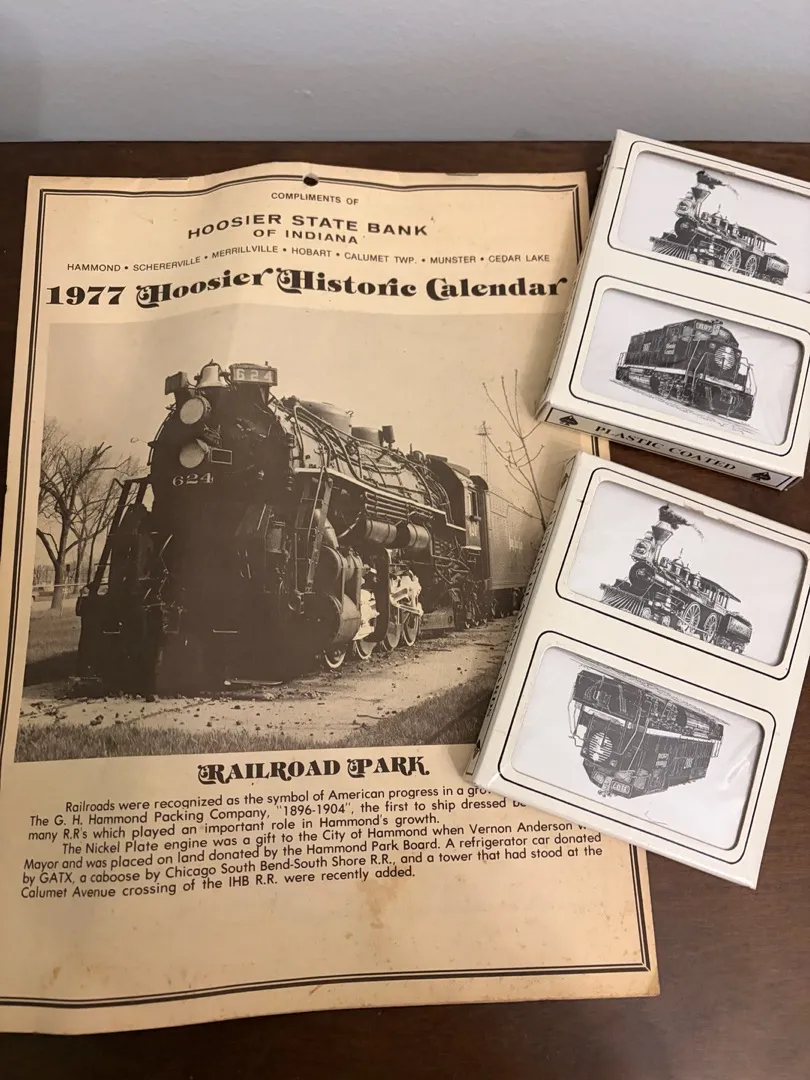 COMPLIMENTS OF
HOOSIER STATE BANK
OF INDIANA
HAMMOND • SCHERERVILLE • MERRILLVILLE • HOBART • CALUMET TWP. • MUNSTER • CEDAR LAKE
1977 Hoosier Historic Calendar
624
624
RAILROAD PARK
Railroads were recognized as the symbol of American progress in a
The G. H. Hammond Packing Company, "1896-1904", the first to ship dressed
many R.R's which played an important role in Hammond's growth.
The Nickel Plate engine was a gift to the City of Hammond when Vernon Anderson
Mayor and was placed on land donated by the Hammond Park Board. A refrigerator car donated
by GATX, a caboose by Chicago South Bend-South Shore R.R., and a tower that had stood at the
Calumet Avenue crossing of the IHB R.R. were recently added.
PLASTIC COATED